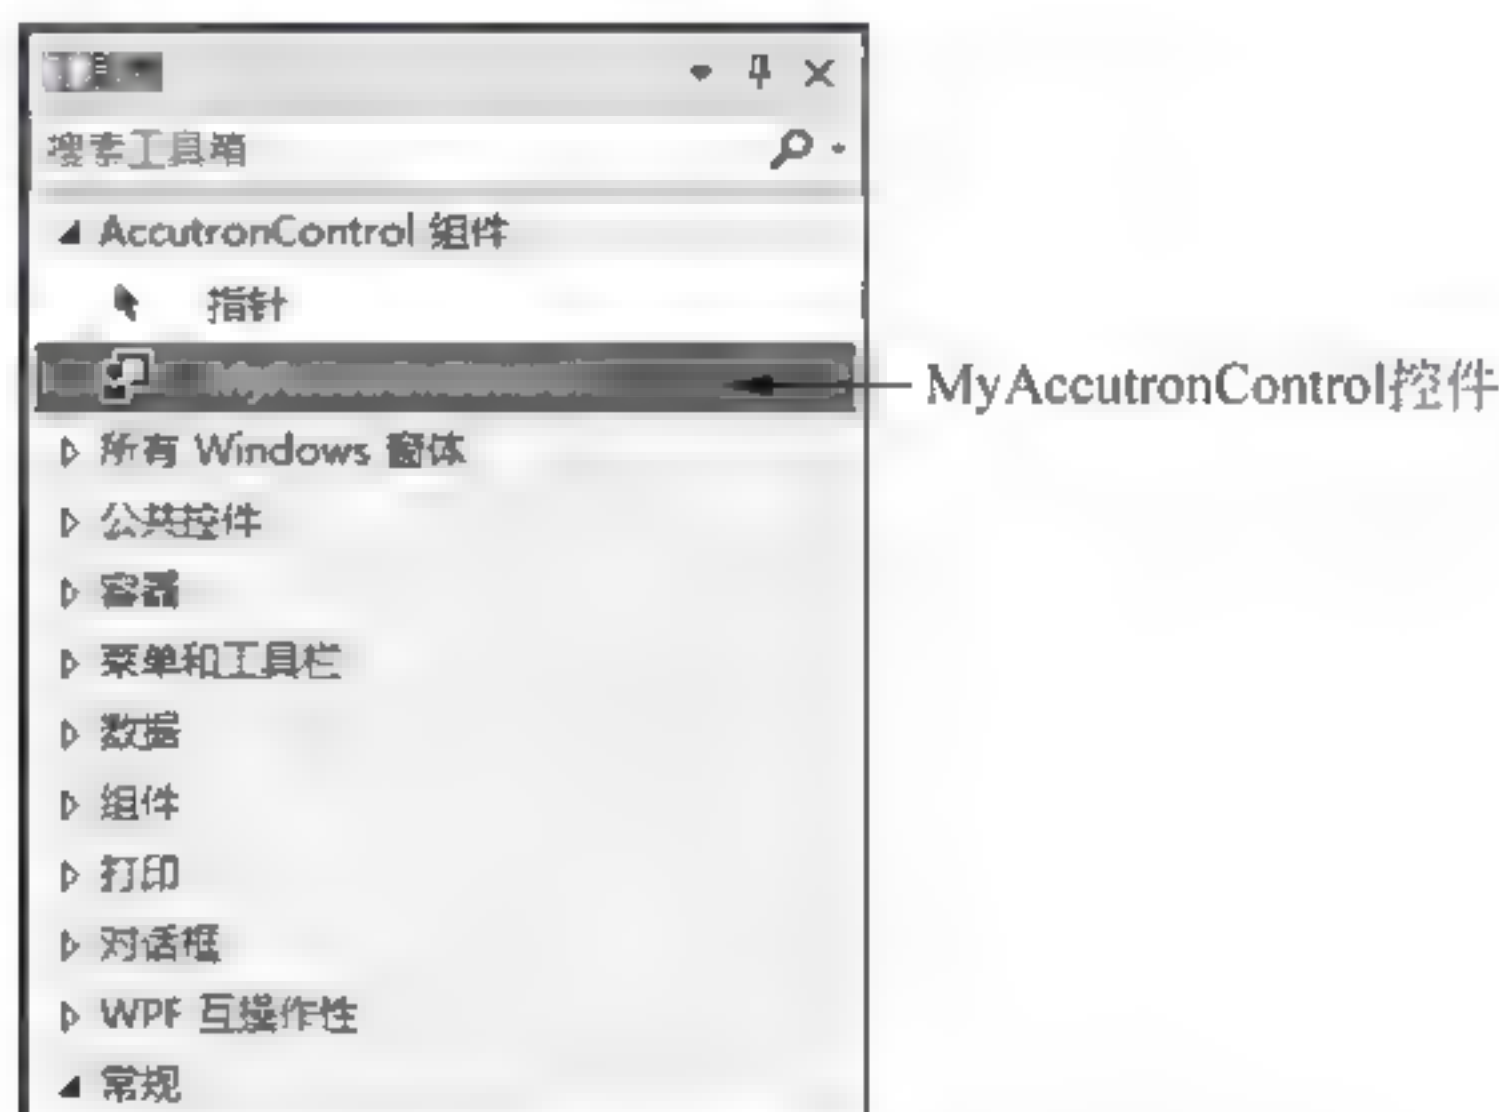 搜索工具箱
AccutronControl 组件
指针
MyAccutronControl控件
所有 Windows 窗体
公共控件
容器
菜单和工具栏
数据
组件
打印
对话框
WPF 互操作性
常规